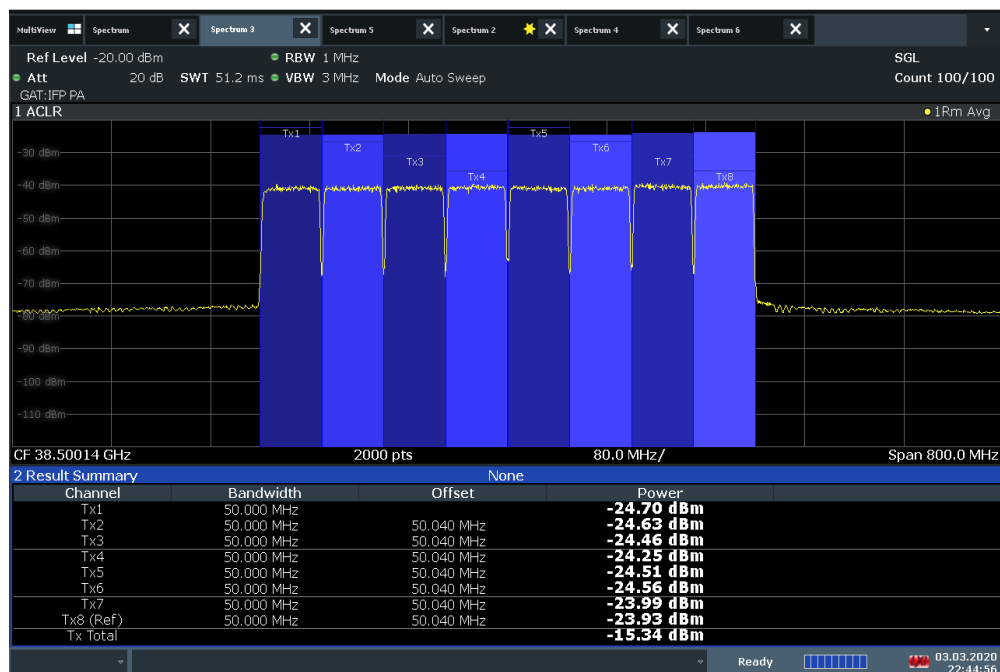 MultiView Spectrum Spectrum 3 Spectrum 5 Spectrum 2 Spectrum 4 Spectrum 6
Ref Level -20.00 dBm RBW 1 MHz SGL
Att 20 dB SWT 51.2 ms VBW 3 MHz Mode Auto Sweep Count 100/100
GAT:IFP PA
1 ACLR 1Rm Avg
Tx1 Tx5
Tx2 Tx6
-30 dBm
Tx3 Tx7
Tx4 Tx8
-40 dBm
-50 dBm
-60 dBm
-70 dBm
-80 dBm
-90 dBm
-100 dBm
-110 dBm
CF 38.50014 GHz 2000 pts 80.0 MHz/ Span 800.0 MHz
2 Result Summary None
Channel Bandwidth Offset Power
Tx1 50.000 MHz -24.70 dBm
Tx2 50.000 MHz 50.040 MHz -24.63 dBm
Tx3 50.000 MHz 50.040 MHz -24.46 dBm
Tx4 50.000 MHz 50.040 MHz -24.25 dBm
Tx5 50.000 MHz 50.040 MHz -24.51 dBm
Tx6 50.000 MHz 50.040 MHz -24.56 dBm
Tx7 50.000 MHz 50.040 MHz -23.99 dBm
Tx8 (Ref) 50.000 MHz 50.040 MHz -23.93 dBm
Tx Total -15.34 dBm
Ready 03.03.2020
22:44:56